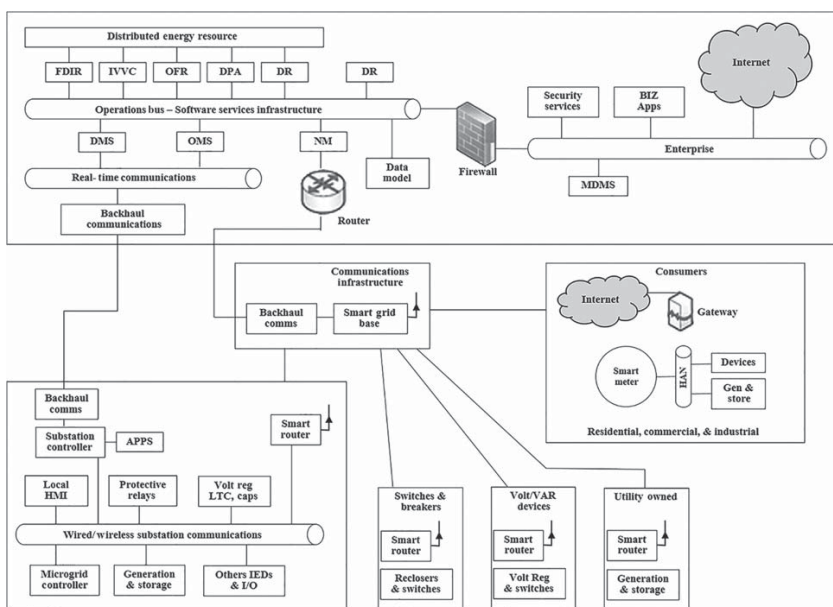 Distributed energy resource
FDIR
IVVC
OFR
DPA
DR
DR
Operations bus – Software services infrastructure
DMS
OMS
NM
Data
model
Real- time communications
Backhaul
communications
Router
Firewall
Security
services
BIZ
Apps
Internet
Enterprise
MDMS
Communications
infrastructure
Backhaul
comms
Smart grid
base
Consumers
Internet
Gateway
Smart
meter
HAN
Devices
Gen &
store
Residential, commercial, & industrial
Backhaul
comms
Substation
controller
APPS
Smart
router
Local
HMI
Protective
relays
Volt reg
LTC, caps
Wired/wireless substation communications
Microgrid
controller
Generation
& storage
Others IEDs
& I/O
Switches &
breakers
Smart
router
Reclosers
& switches
Volt/VAR
devices
Smart
router
Volt Reg
& switches
Utility owned
Smart
router
Generation
& storage